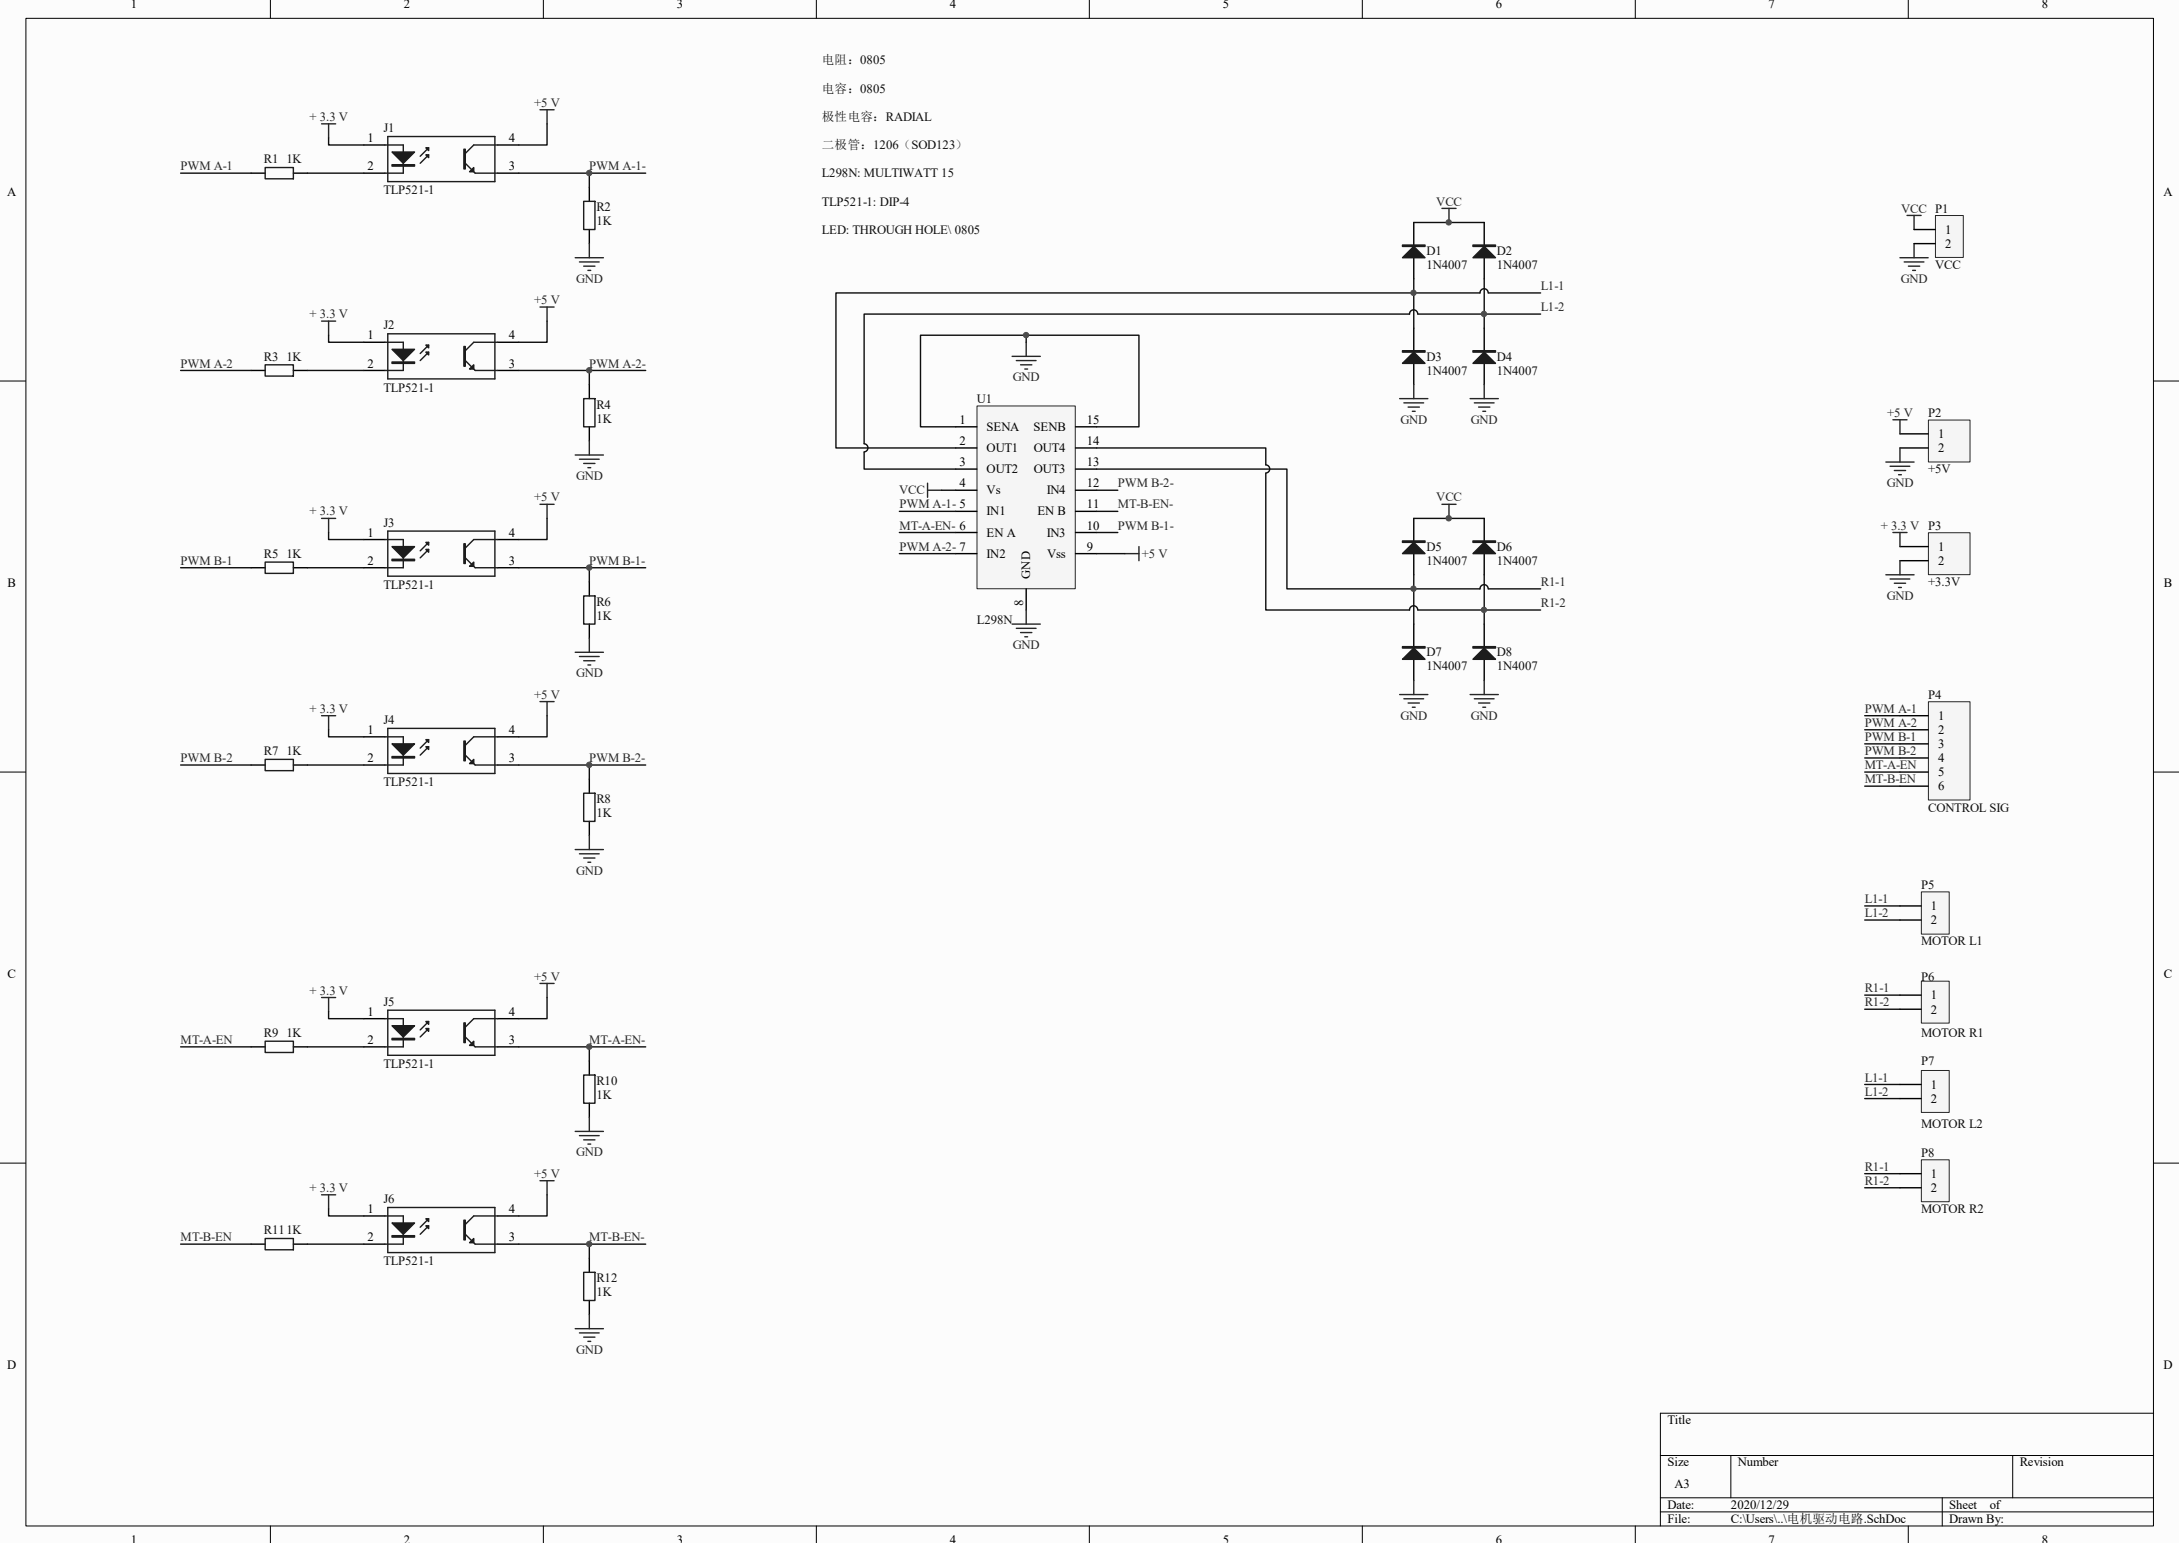 1 2 3 4 5 6 7 8
A
B
C
D
A
B
C
D
+ 3.3 V
+5 V
J1
1
4
PWM A-1
R1 1K
2
3
PWM A-1-
TLP521-1
R2
1K
GND
+ 3.3 V
+5 V
J2
1
4
PWM A-2
R3 1K
2
3
PWM A-2-
TLP521-1
R4
1K
GND
+ 3.3 V
+5 V
J3
1
4
PWM B-1
R5 1K
2
3
PWM B-1-
TLP521-1
R6
1K
GND
+ 3.3 V
+5 V
J4
1
4
PWM B-2
R7 1K
2
3
PWM B-2-
TLP521-1
R8
1K
GND
+ 3.3 V
+5 V
J5
1
4
MT-A-EN
R9 1K
2
3
MT-A-EN-
TLP521-1
R10
1K
GND
+ 3.3 V
+5 V
J6
1
4
MT-B-EN
R11 1K
2
3
MT-B-EN-
TLP521-1
R12
1K
GND
电阻：0805
电容：0805
极性电容：RADIAL
二极管：1206（SOD123）
L298N: MULTIWATT 15
TLP521-1: DIP-4
LED: THROUGH HOLE\ 0805
GND
U1
1 SENA SENB 15
2 OUT1 OUT4 14
3 OUT2 OUT3 13
VCC 4 Vs IN4 12 PWM B-2-
PWM A-1- 5 IN1 EN B 11 MT-B-EN-
MT-A-EN- 6 EN A IN3 10 PWM B-1-
PWM A-2- 7 IN2 Vss 9 +5 V
GND
8
L298N
GND
VCC
D1
1N4007
D2
1N4007
L1-1
L1-2
D3
1N4007
D4
1N4007
GND
GND
VCC
D5
1N4007
D6
1N4007
R1-1
R1-2
D7
1N4007
D8
1N4007
GND
GND
VCC P1
1
2
GND
VCC
+5 V P2
1
2
+5V
GND
+ 3.3 V P3
1
2
+3.3V
GND
P4
PWM A-1 1
PWM A-2 2
PWM B-1 3
PWM B-2 4
MT-A-EN 5
MT-B-EN 6
CONTROL SIG
P5
L1-1 1
L1-2 2
MOTOR L1
P6
R1-1 1
R1-2 2
MOTOR R1
P7
L1-1 1
L1-2 2
MOTOR L2
P8
R1-1 1
R1-2 2
MOTOR R2
Title
Size
A3
Number
Revision
Date: 2020/12/29 Sheet of
File: C:\Users\..\电机驱动电路.SchDoc Drawn By:
1 2 3 4 5 6 7 8